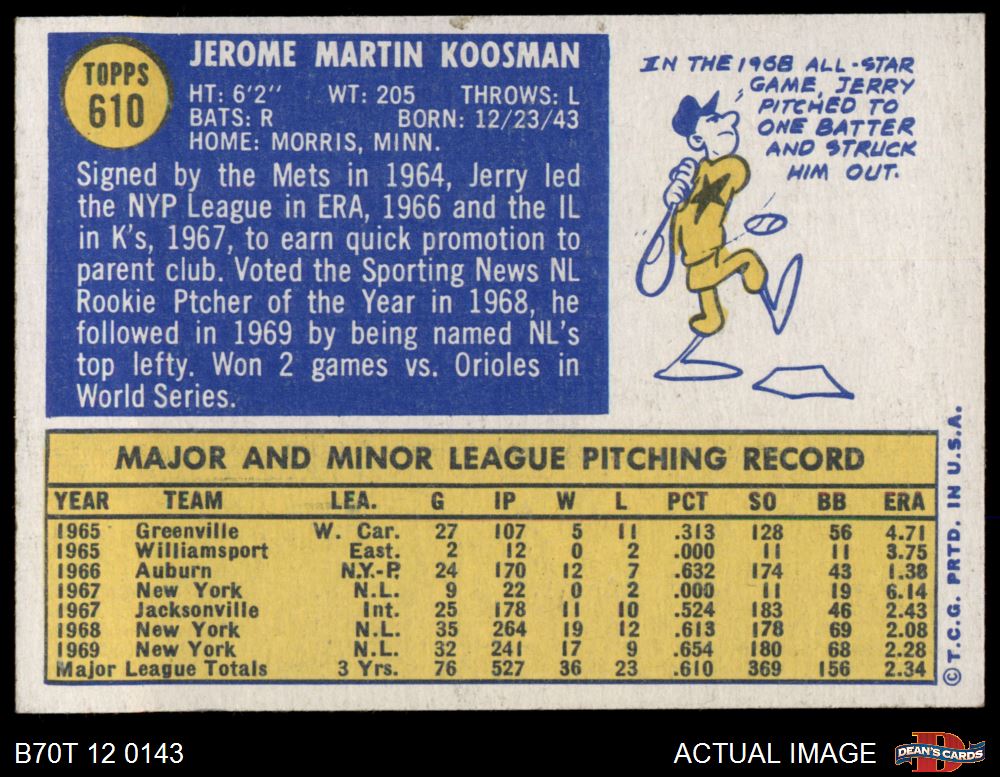 TOPPS
610
JEROME MARTIN KOOSMAN
HT: 6'2" WT: 205 THROWS: L
BATS: R BORN: 12/23/43
HOME: MORRIS, MINN.
Signed by the Mets in 1964, Jerry led
the NYP League in ERA, 1966 and the IL
in K's, 1967, to earn quick promotion to
parent club. Voted the Sporting News NL
Rookie Ptcher of the Year in 1968, he
followed in 1969 by being named NL's
top lefty. Won 2 games vs. Orioles in
World Series.
IN THE 1968 ALL-STAR
GAME, JERRY
PITCHED TO
ONE BATTER
AND STRUCK
HIM OUT.
MAJOR AND MINOR LEAGUE PITCHING RECORD
YEAR TEAM LEA. G IP W L PCT SO BB ERA
1965 Greenville W. Car. 27 107 5 11 .313 128 56 4.71
1965 Williamsport East. 2 12 0 2 .000 11 11 3.75
1966 Auburn N.Y.-P. 24 170 12 7 .632 174 43 1.38
1967 New York N.L. 9 22 0 2 .000 11 19 6.14
1967 Jacksonville Int. 25 178 11 10 .524 183 46 2.43
1968 New York N.L. 35 264 19 12 .613 178 69 2.08
1969 New York N.L. 32 241 17 9 .654 180 68 2.28
Major League Totals 3 Yrs. 76 527 36 23 .610 369 156 2.34
© T.C.G. PRTD. IN U.S.A.
B70T 12 0143
ACTUAL IMAGE
D
DEAN'S CARDS